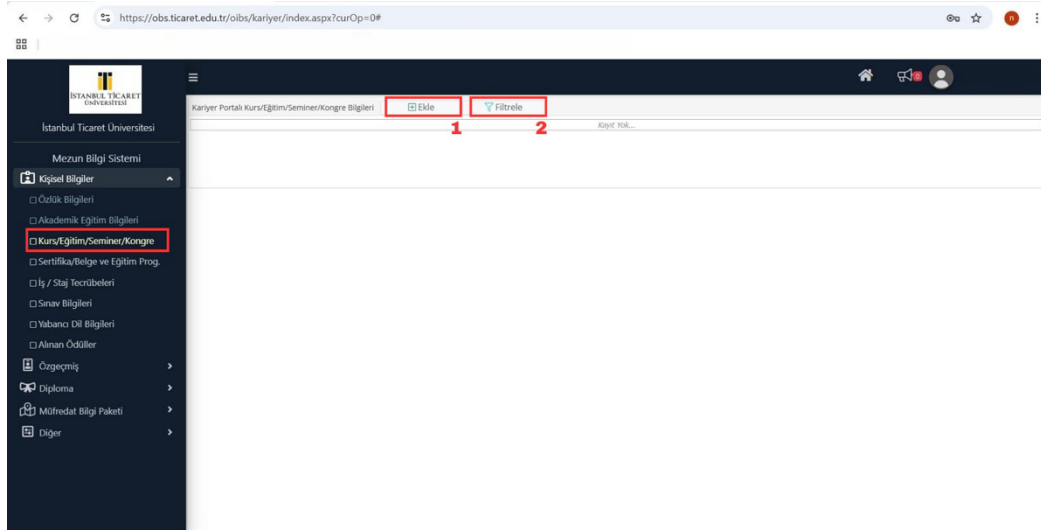 https://obs.ticaret.edu.tr/oibs/kariyer/index.aspx?curOp=0#
n
İSTANBUL TİCARET
ÜNİVERSİTESİ
0
Kariyer Portalı Kurs/Eğitim/Seminer/Kongre Bilgileri
Ekle
Filtrele
1
2
Kayıt Yok...
İstanbul Ticaret Üniversitesi
Mezun Bilgi Sistemi
Kişisel Bilgiler
Özlük Bilgileri
Akademik Eğitim Bilgileri
Kurs/Eğitim/Seminer/Kongre
Sertifika/Belge ve Eğitim Prog.
İş / Staj Tecrübeleri
Sınav Bilgileri
Yabancı Dil Bilgileri
Alınan Ödüller
Özgeçmiş
Diploma
Müfredat Bilgi Paketi
Diğer